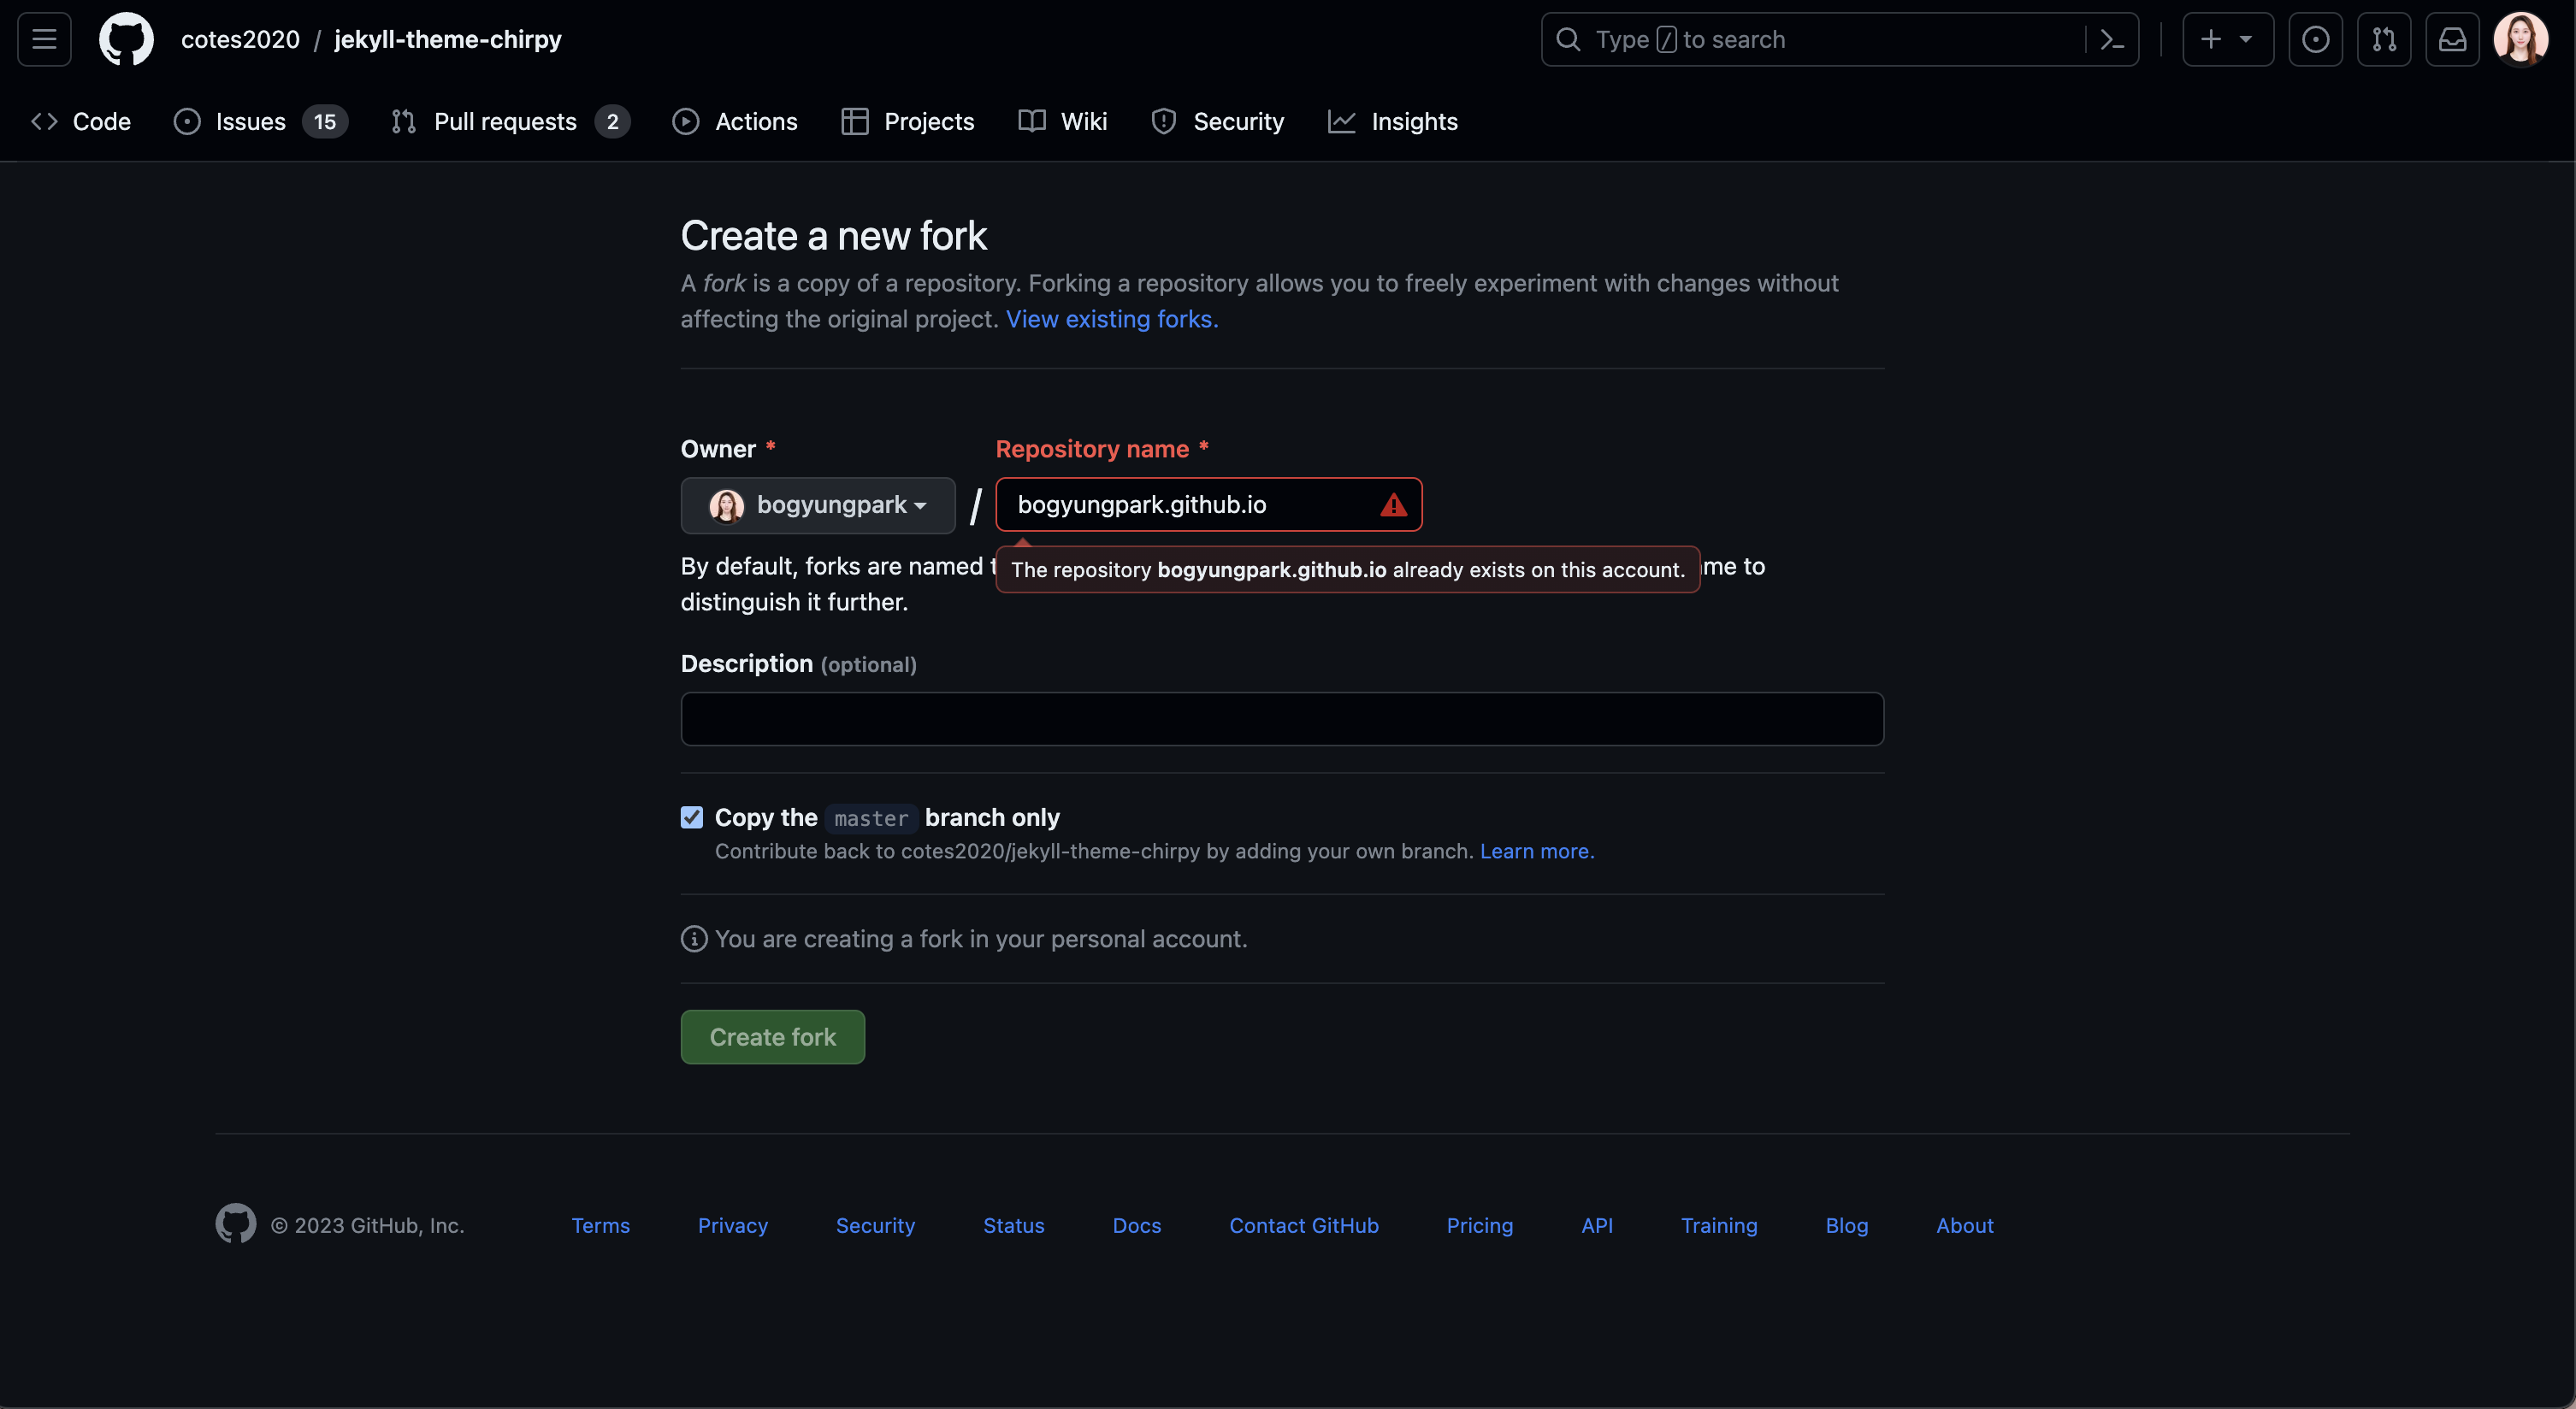 cotes2020 / jekyll-theme-chirpy
Type / to search
Code
Issues 15
Pull requests 2
Actions
Projects
Wiki
Security
Insights
Create a new fork
A fork is a copy of a repository. Forking a repository allows you to freely experiment with changes without
affecting the original project. View existing forks.
Owner *
Repository name *
bogyungpark
/
bogyungpark.github.io
The repository bogyungpark.github.io already exists on this account.
By default, forks are named to
distinguish it further.
Description (optional)
Copy the master branch only
Contribute back to cotes2020/jekyll-theme-chirpy by adding your own branch. Learn more.
You are creating a fork in your personal account.
Create fork
© 2023 GitHub, Inc.
Terms
Privacy
Security
Status
Docs
Contact GitHub
Pricing
API
Training
Blog
About